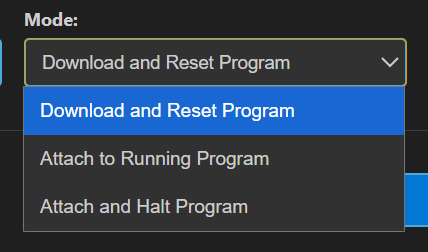 Mode:
Download and Reset Program
Download and Reset Program
Attach to Running Program
Attach and Halt Program